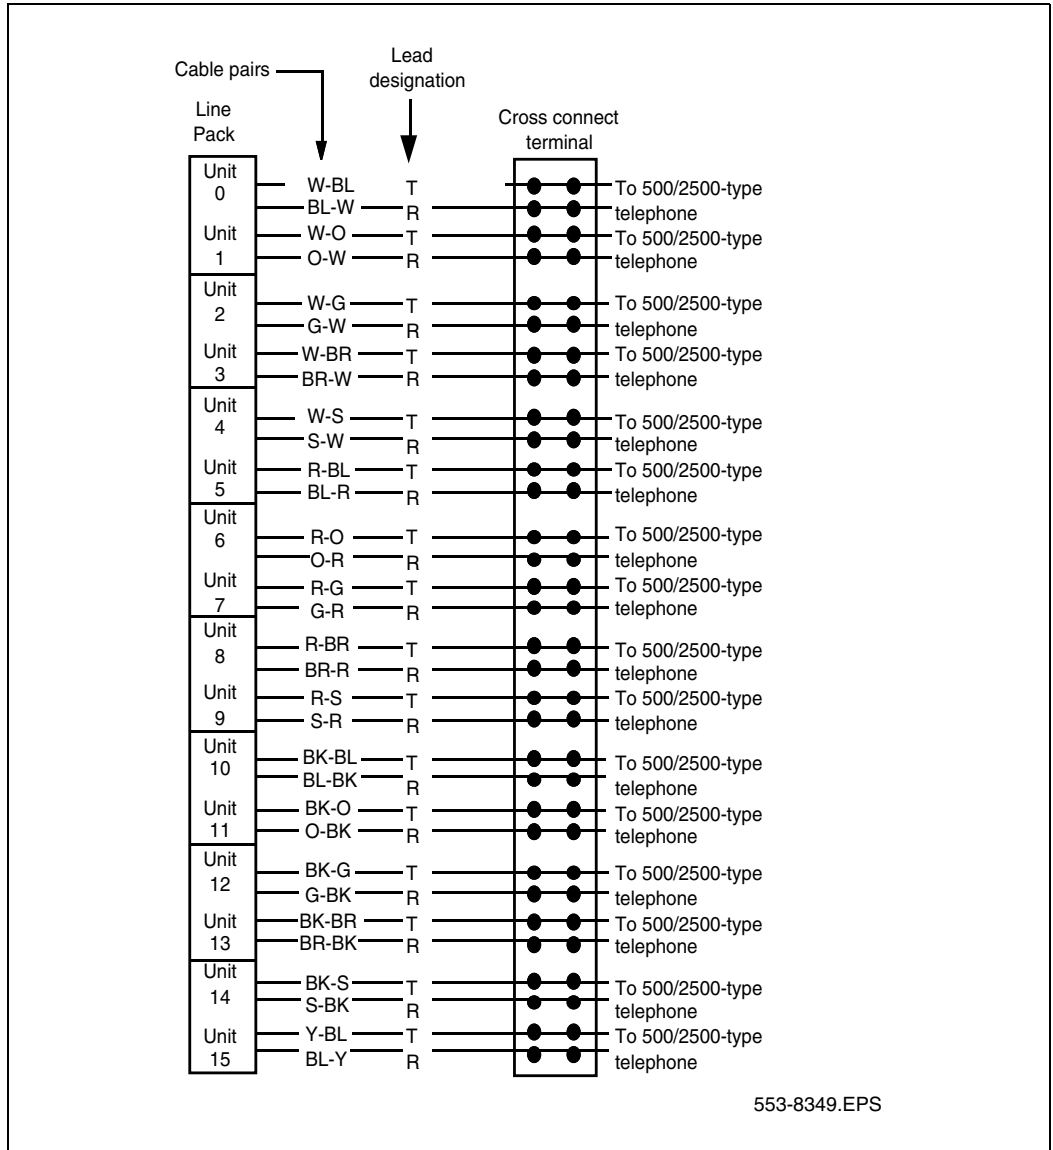 Cable pairs
Lead
designation
Line
Pack
Cross connect
terminal
Unit
0
W-BL T To 500/2500-type
BL-W R telephone
Unit
1
W-O T To 500/2500-type
O-W R telephone
Unit
2
W-G T To 500/2500-type
G-W R telephone
Unit
3
W-BR T To 500/2500-type
BR-W R telephone
Unit
4
W-S T To 500/2500-type
S-W R telephone
Unit
5
R-BL T To 500/2500-type
BL-R R telephone
Unit
6
R-O T To 500/2500-type
O-R R telephone
Unit
7
R-G T To 500/2500-type
G-R R telephone
Unit
8
R-BR T To 500/2500-type
BR-R R telephone
Unit
9
R-S T To 500/2500-type
S-R R telephone
Unit
10
BK-BL T To 500/2500-type
BL-BK R telephone
Unit
11
BK-O T To 500/2500-type
O-BK R telephone
Unit
12
BK-G T To 500/2500-type
G-BK R telephone
Unit
13
BK-BR T To 500/2500-type
BR-BK R telephone
Unit
14
BK-S T To 500/2500-type
S-BK R telephone
Unit
15
Y-BL T To 500/2500-type
BL-Y R telephone
553-8349.EPS